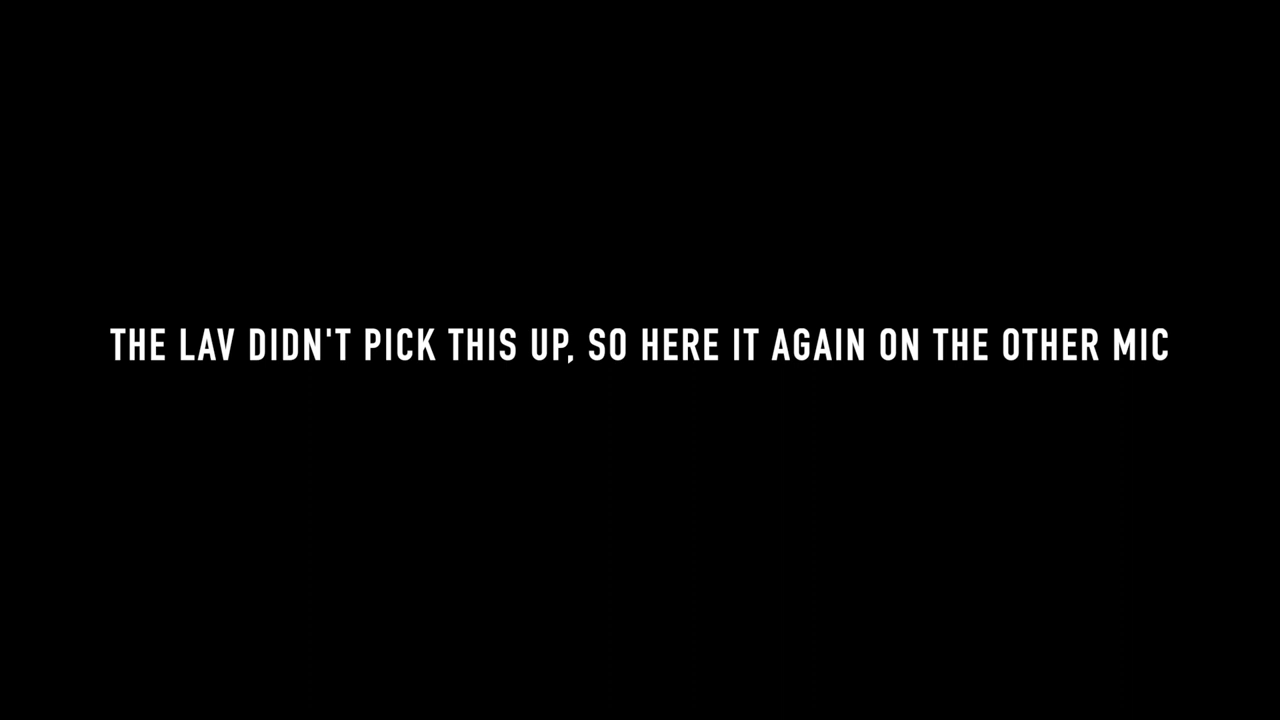 THE LAV DIDN'T PICK THIS UP, SO HERE IT AGAIN ON THE OTHER MIC